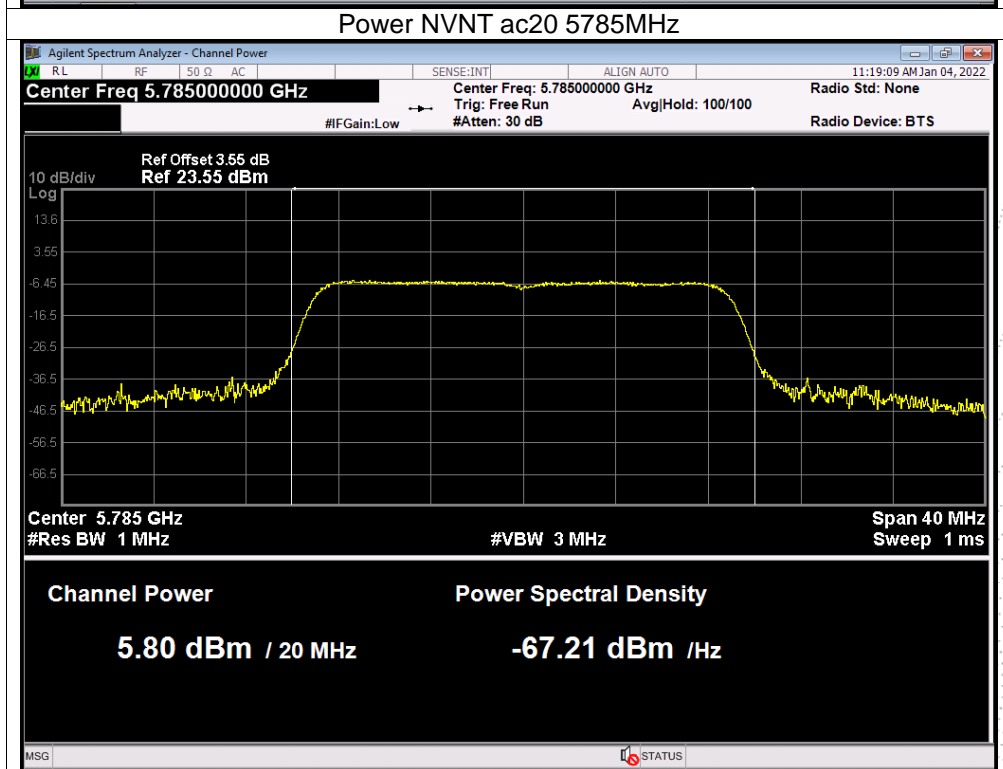 Power NVNT ac20 5785MHz
Agilent Spectrum Analyzer - Channel Power
LXI RL RF 50 Ω AC SENSE:INT ALIGN AUTO 11:19:09 AM Jan 04, 2022
Center Freq 5.785000000 GHz Center Freq: 5.785000000 GHz Radio Std: None
Trig: Free Run Avg|Hold: 100/100
#IFGain:Low #Atten: 30 dB Radio Device: BTS
Ref Offset 3.55 dB
10 dB/div Ref 23.55 dBm
Log
13.6
3.55
-6.45
-16.5
-26.5
-36.5
-46.5
-56.5
-66.5
Center 5.785 GHz Span 40 MHz
#Res BW 1 MHz #VBW 3 MHz Sweep 1 ms
Channel Power Power Spectral Density
5.80 dBm / 20 MHz -67.21 dBm /Hz
MSG STATUS